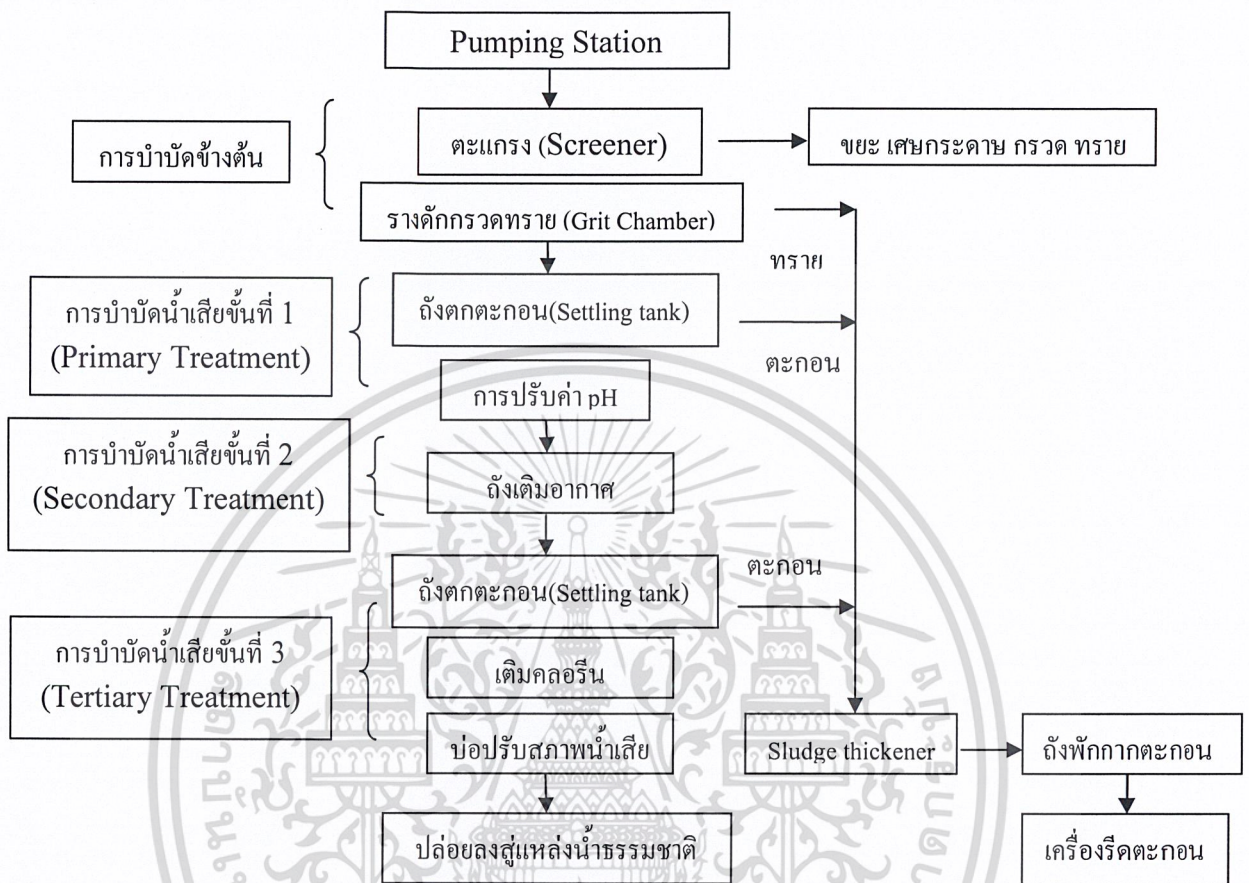 Pumping Station
การบำบัดข้างต้น
ตะแกรง (Screener)
ขยะ เศษกระดาษ กรวด ทราย
รางดักกรวดทราย (Grit Chamber)
ทราย
การบำบัดน้ำเสียขั้นที่ 1
(Primary Treatment)
ถังตกตะกอน(Settling tank)
ตะกอน
การปรับค่า pH
การบำบัดน้ำเสียขั้นที่ 2
(Secondary Treatment)
ถังเติมอากาศ
ถังตกตะกอน(Settling tank)
ตะกอน
การบำบัดน้ำเสียขั้นที่ 3
(Tertiary Treatment)
เติมคลอรีน
บ่อปรับสภาพน้ำเสีย
Sludge thickener
ถังพักกากตะกอน
ปล่อยลงสู่แหล่งน้ำธรรมชาติ
เครื่องรีดตะกอน